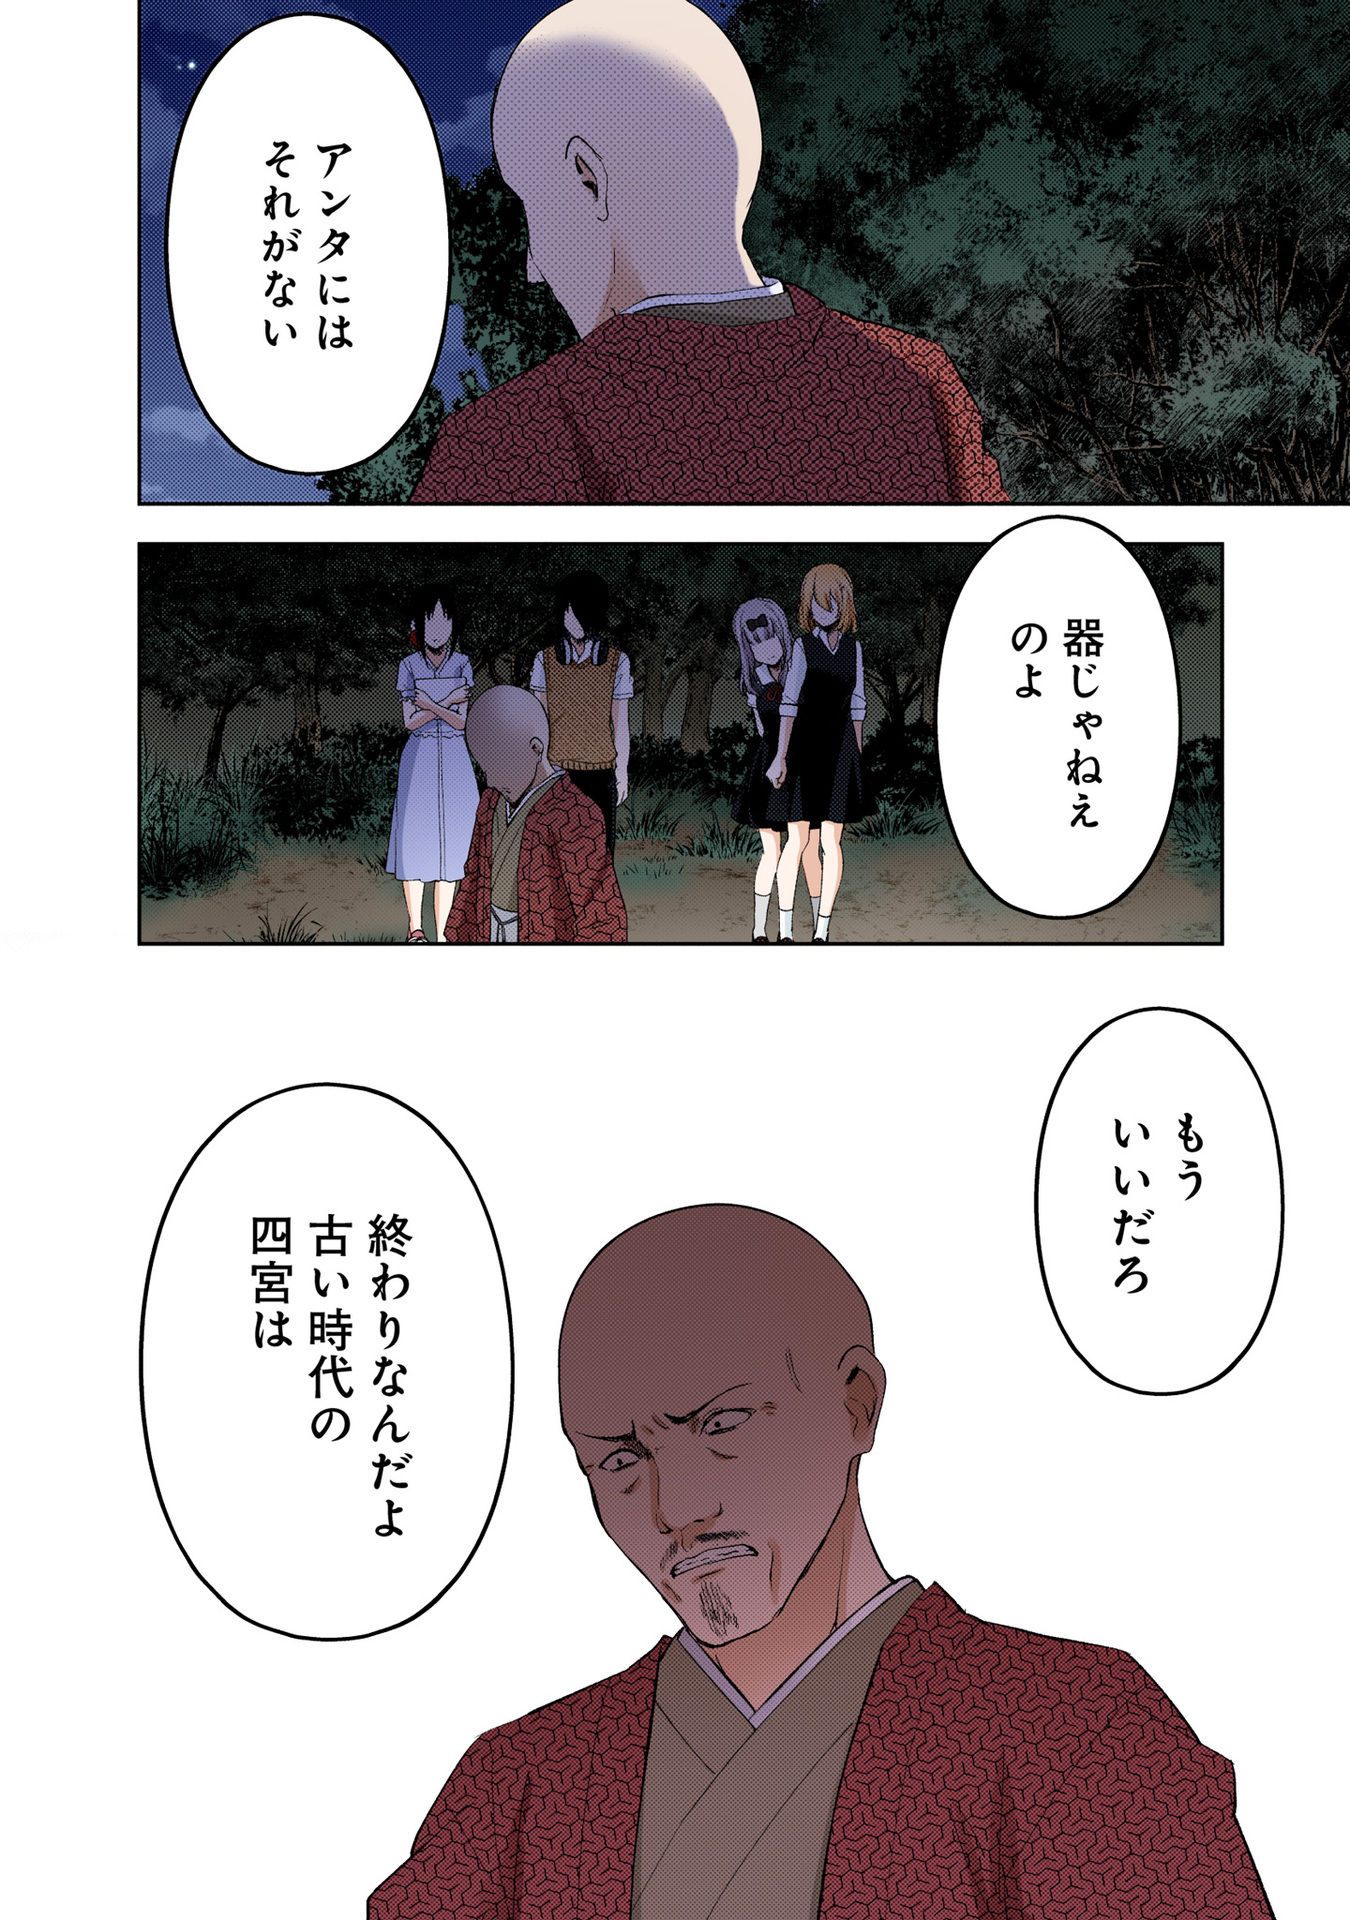 アンタには
それがない
器じゃねえ
のよ
もう
いいだろ
終わりなんだよ
古い時代の
四宮は